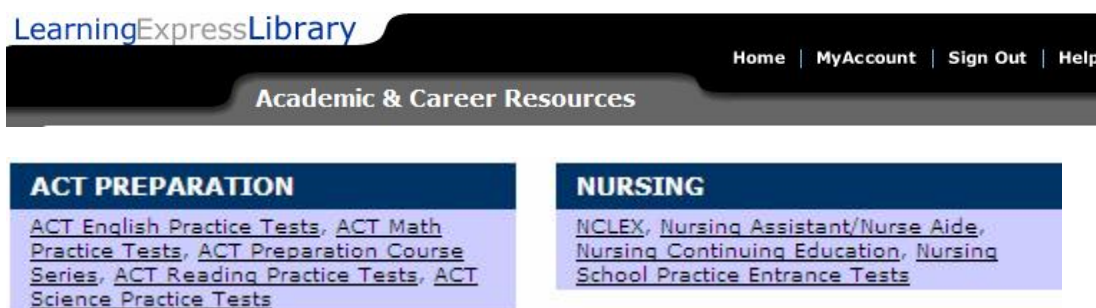 LearningExpressLibrary
Home | MyAccount | Sign Out | Help
Academic & Career Resources
ACT PREPARATION
ACT English Practice Tests, ACT Math
Practice Tests, ACT Preparation Course
Series, ACT Reading Practice Tests, ACT
Science Practice Tests
NURSING
NCLEX, Nursing Assistant/Nurse Aide,
Nursing Continuing Education, Nursing
School Practice Entrance Tests